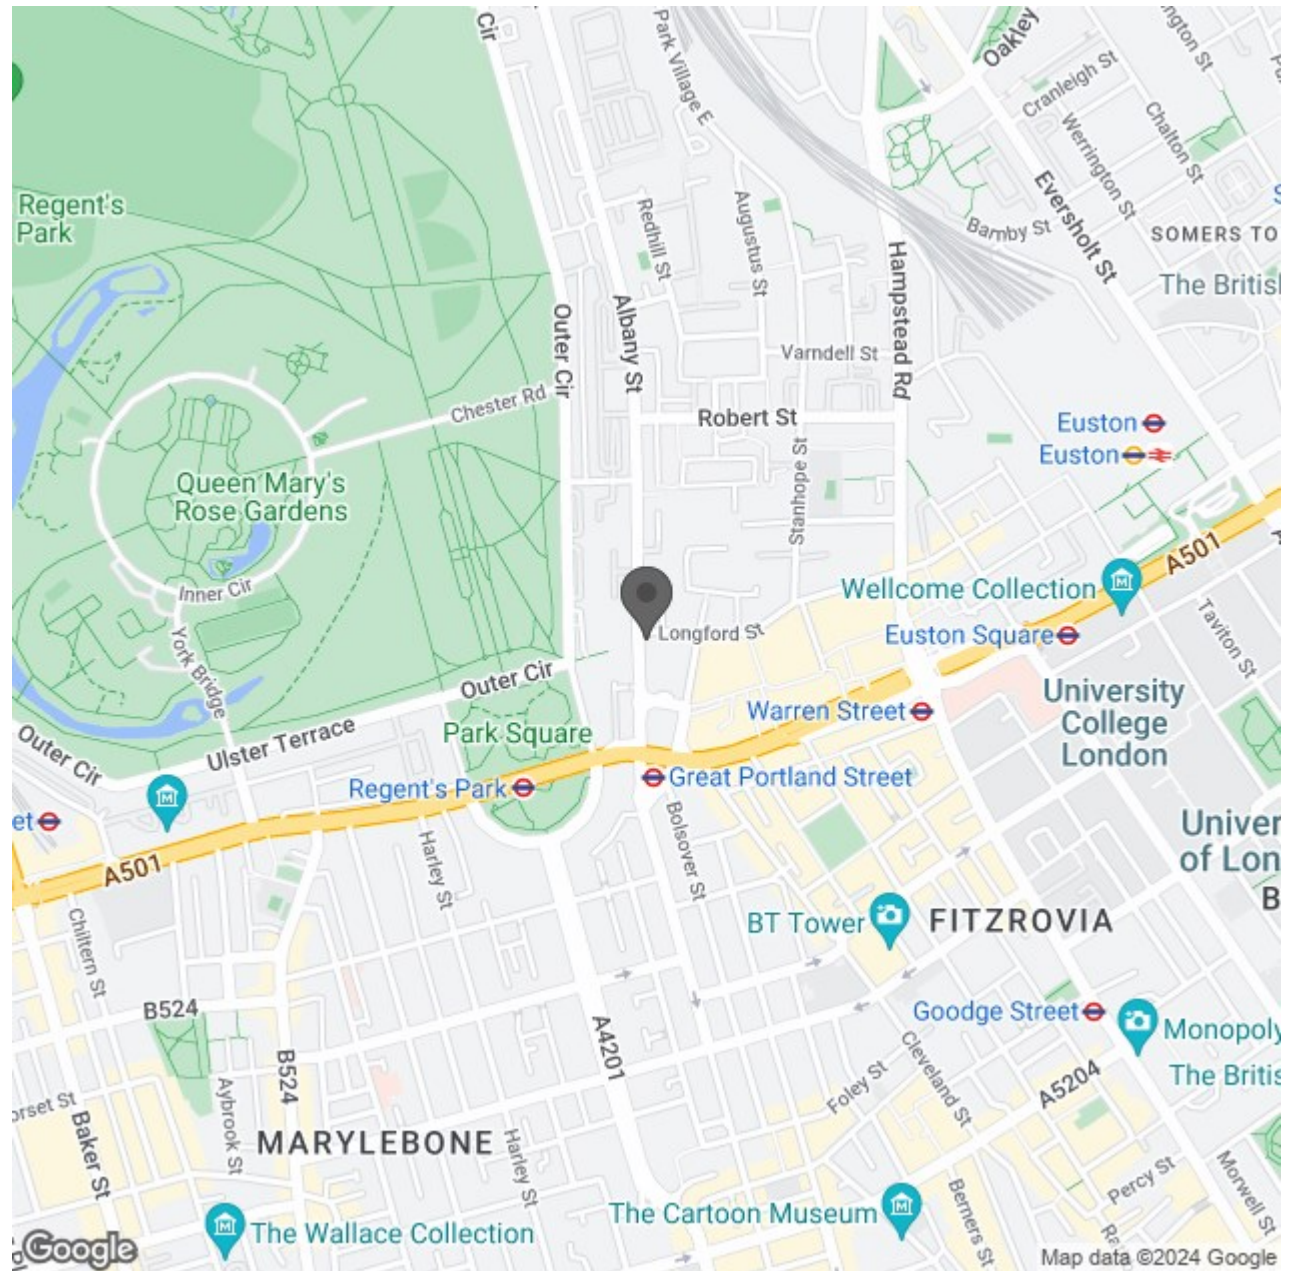 Cir
Park Village E
Oakley
ngton St
Cranleigh St
Werrington St
Chalton St
Regent's
Park
Redhill St
Augustus St
Eversholt St
Barnby St
SOMERS TO
The Britisl
Hampstead Rd
Albany St
Outer Cir
Varndell St
Chester Rd
Robert St
Euston
Euston
Stanhope St
Queen Mary's
Rose Gardens
A501
Wellcome Collection
Inner Cir
Longford St
Euston Square
Taviton St
York Bridge
Outer Cir
University
College
London
Warren Street
Park Square
Ulster Terrace
Outer Cir
Great Portland Street
Regent's Park
et
Univer
of Lon
B
Bolsover St
Harley St
A501
BT Tower
FITZROVIA
Chiltern St
B524
Goodge Street
Monopoly
A4201
The Britis
B524
Cleveland St
Foley St
A5204
orset St
Aybrook St
Baker St
MARYLEBONE
Harley St
Percy St
Morwell St
Berners St
The Cartoon Museum
The Wallace Collection
Google
Map data ©2024 Google